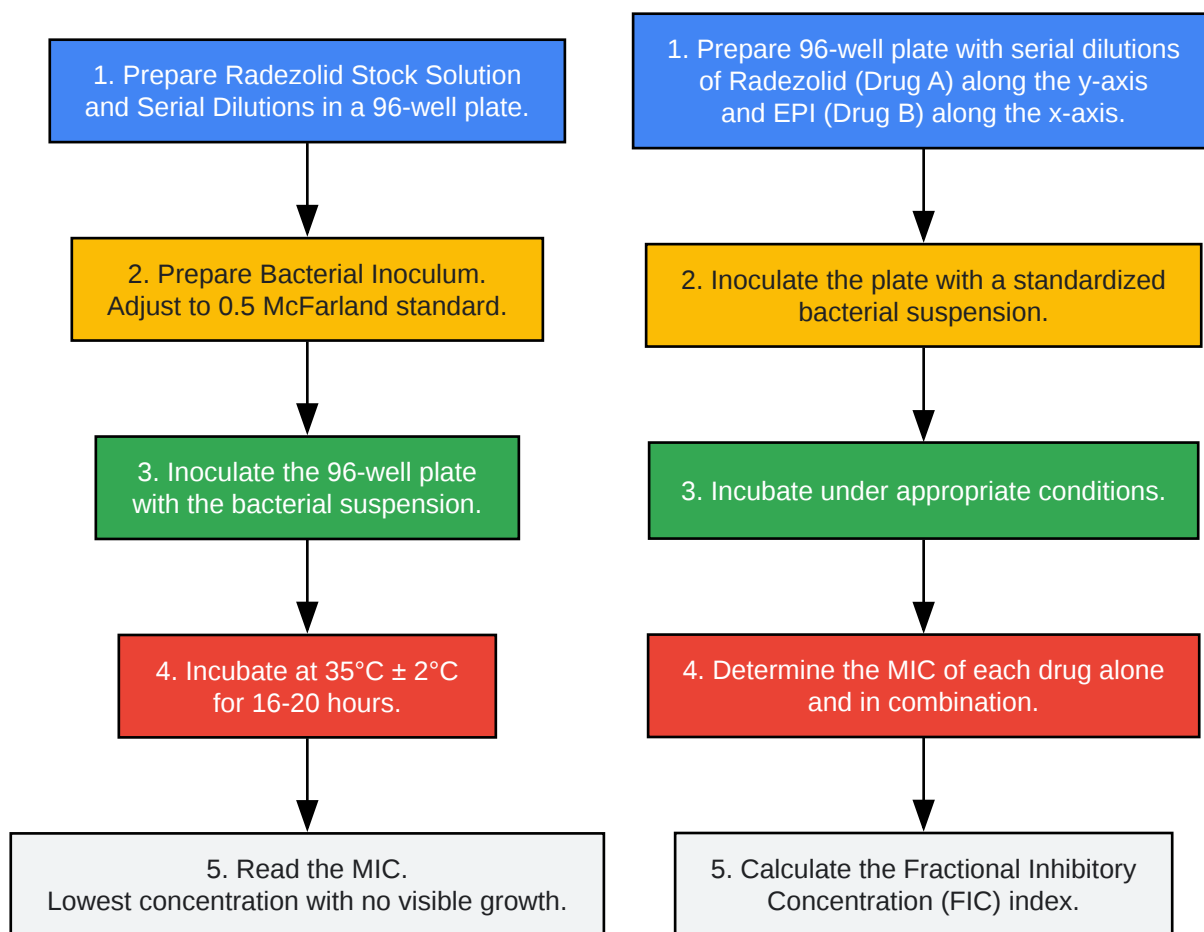 1. Prepare Radezolid Stock Solution
and Serial Dilutions in a 96-well plate.
2. Prepare Bacterial Inoculum.
Adjust to 0.5 McFarland standard.
3. Inoculate the 96-well plate
with the bacterial suspension.
4. Incubate at 35°C ± 2°C
for 16-20 hours.
5. Read the MIC.
Lowest concentration with no visible growth.
1. Prepare 96-well plate with serial dilutions
of Radezolid (Drug A) along the y-axis
and EPI (Drug B) along the x-axis.
2. Inoculate the plate with a standardized
bacterial suspension.
3. Incubate under appropriate conditions.
4. Determine the MIC of each drug alone
and in combination.
5. Calculate the Fractional Inhibitory
Concentration (FIC) index.